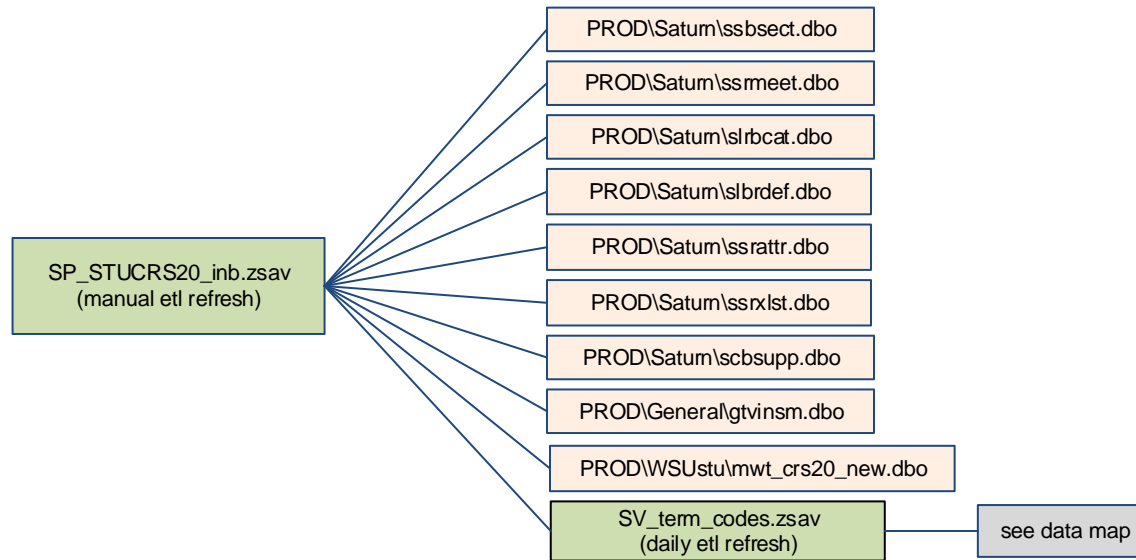 PROD\Saturn\ssbsect.dbo
PROD\Saturn\ssrmeet.dbo
PROD\Saturn\slrbcat.dbo
PROD\Saturn\slbrdef.dbo
PROD\Saturn\ssrattr.dbo
SP_STUCRS20_inb.zsav
(manual etl refresh)
PROD\Saturn\ssrxlst.dbo
PROD\Saturn\scbsupp.dbo
PROD\General\gtvinsm.dbo
PROD\WSUstu\mwt_crs20_new.dbo
SV_term_codes.zsav
(daily etl refresh)
see data map